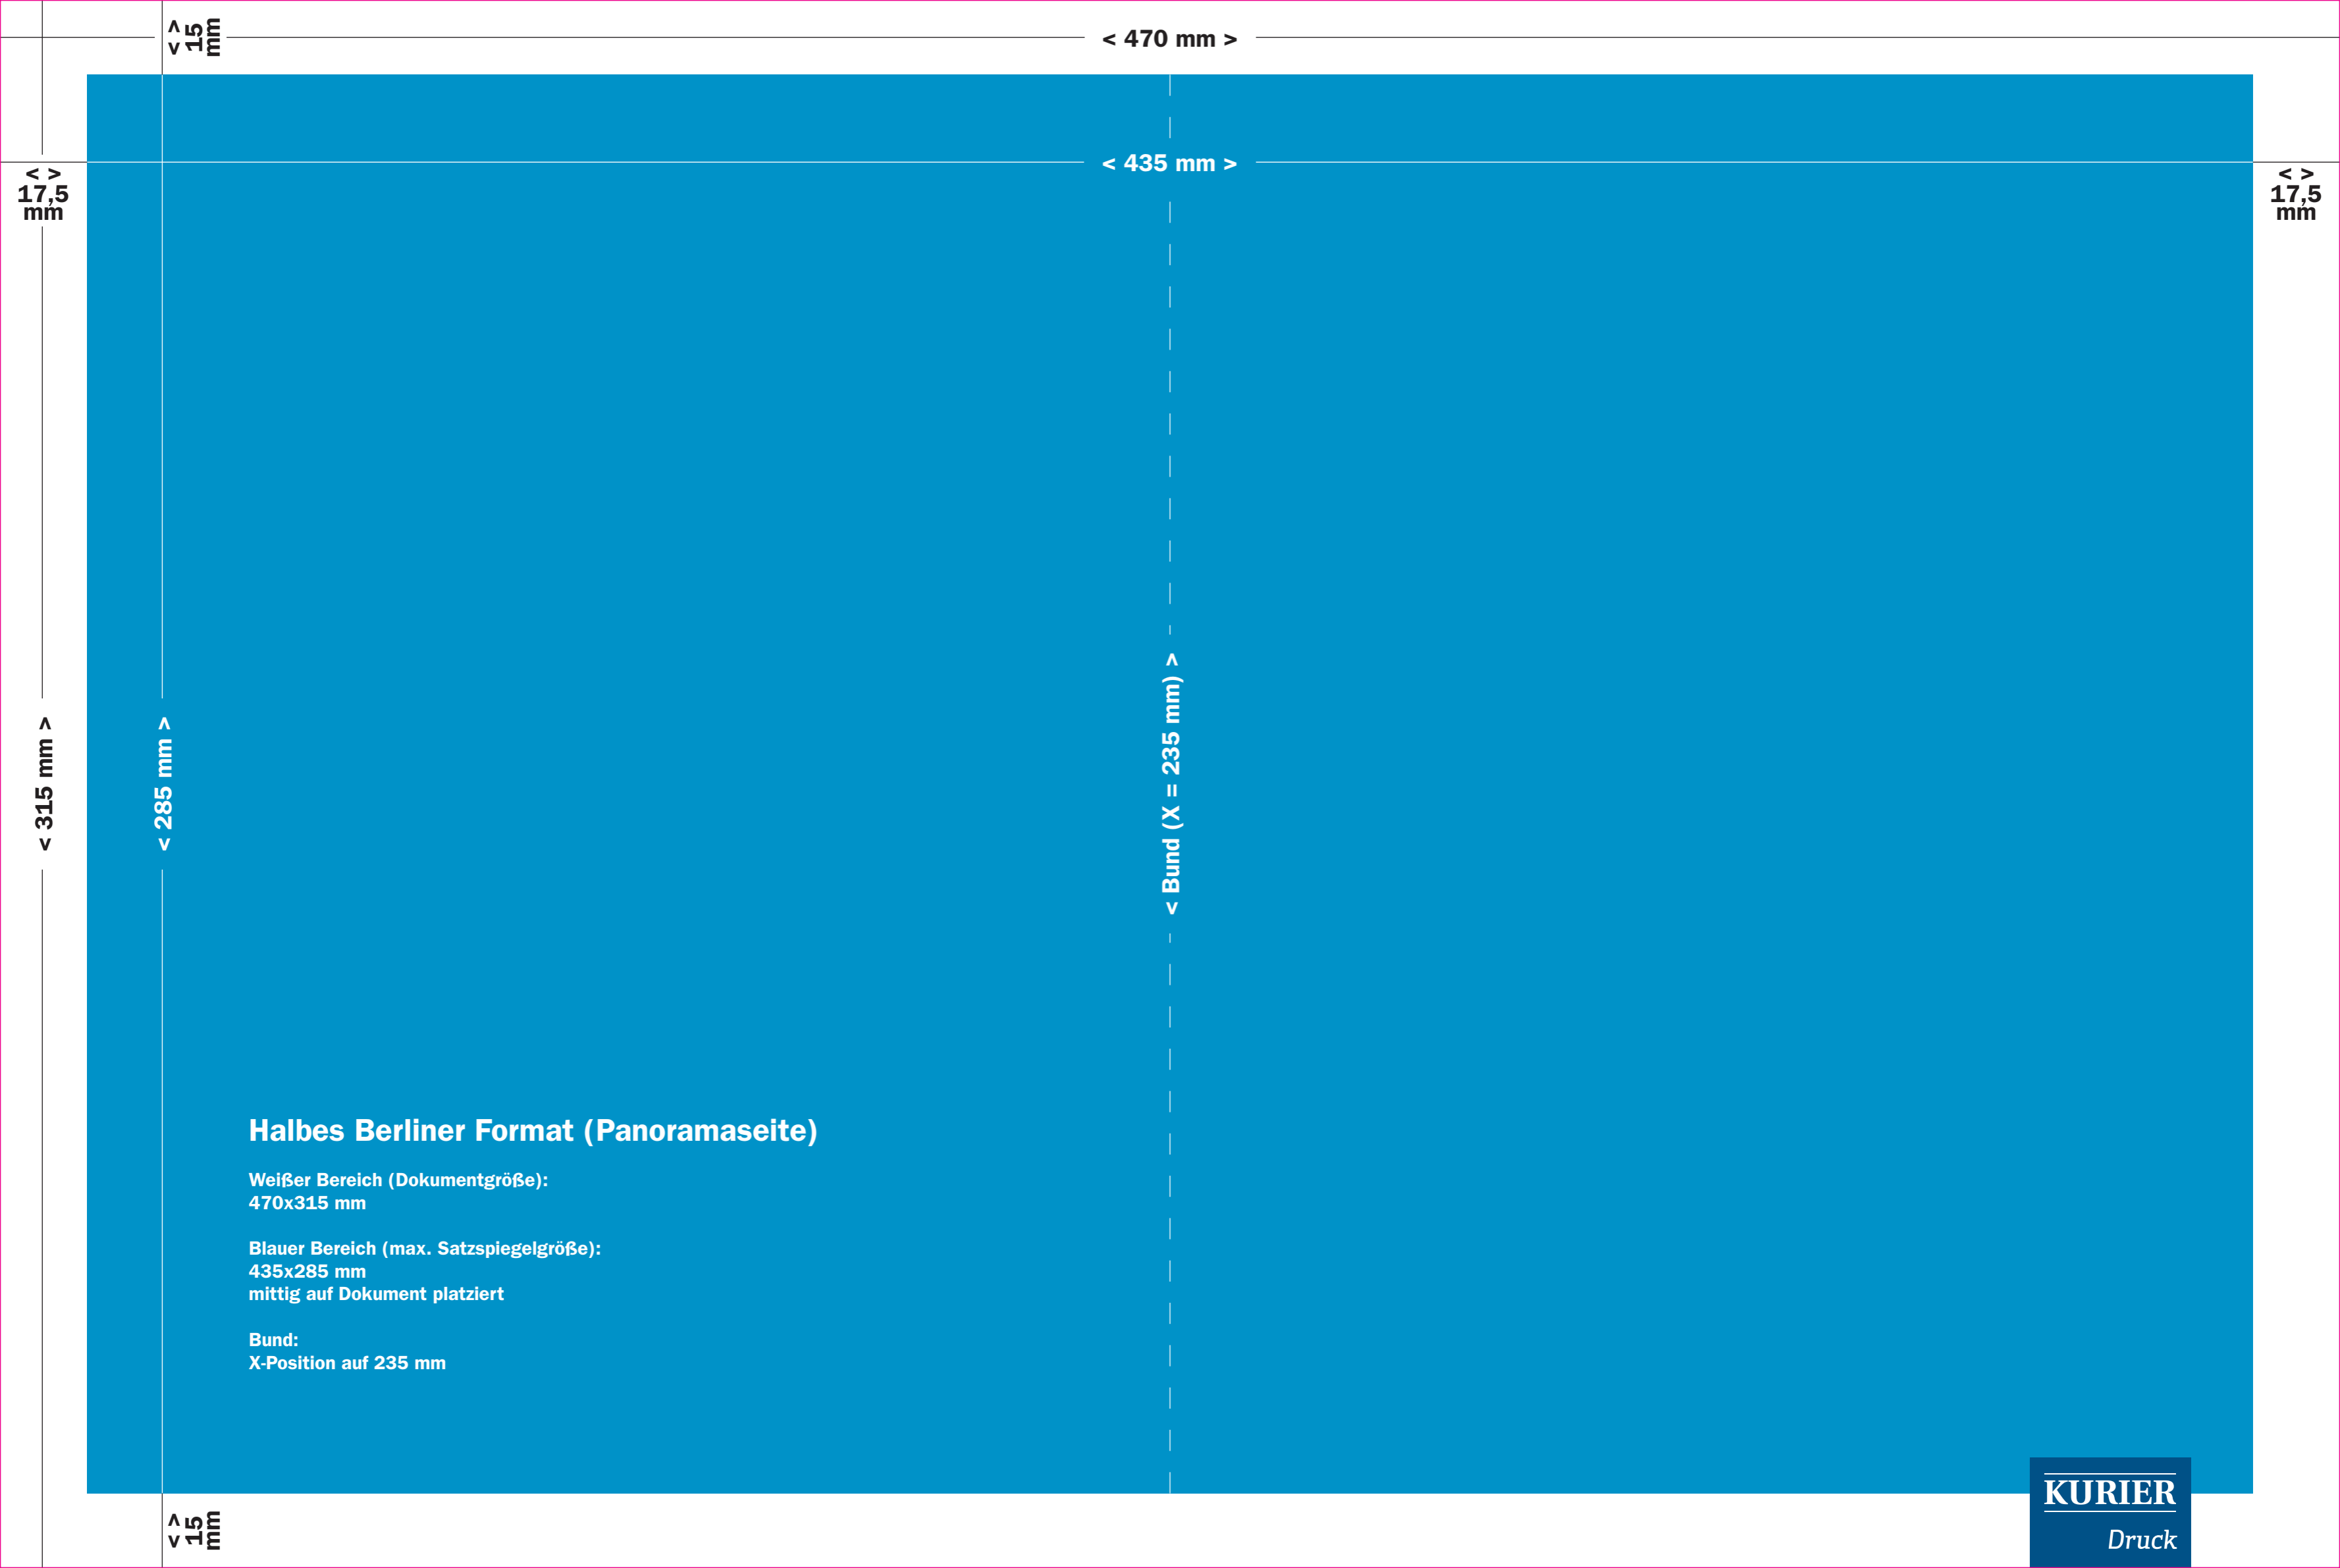 < >
15
mm
< 470 mm >
< 435 mm >
< >
17,5
mm
< >
17,5
mm
< 315 mm >
< 285 mm >
< Bund (X = 235 mm) >
Halbes Berliner Format (Panoramaseite)
Weißer Bereich (Dokumentgröße):
470x315 mm
Blauer Bereich (max. Satzspiegelgröße):
435x285 mm
mittig auf Dokument platziert
Bund:
X-Position auf 235 mm
< >
15
mm
KURIER
Druck